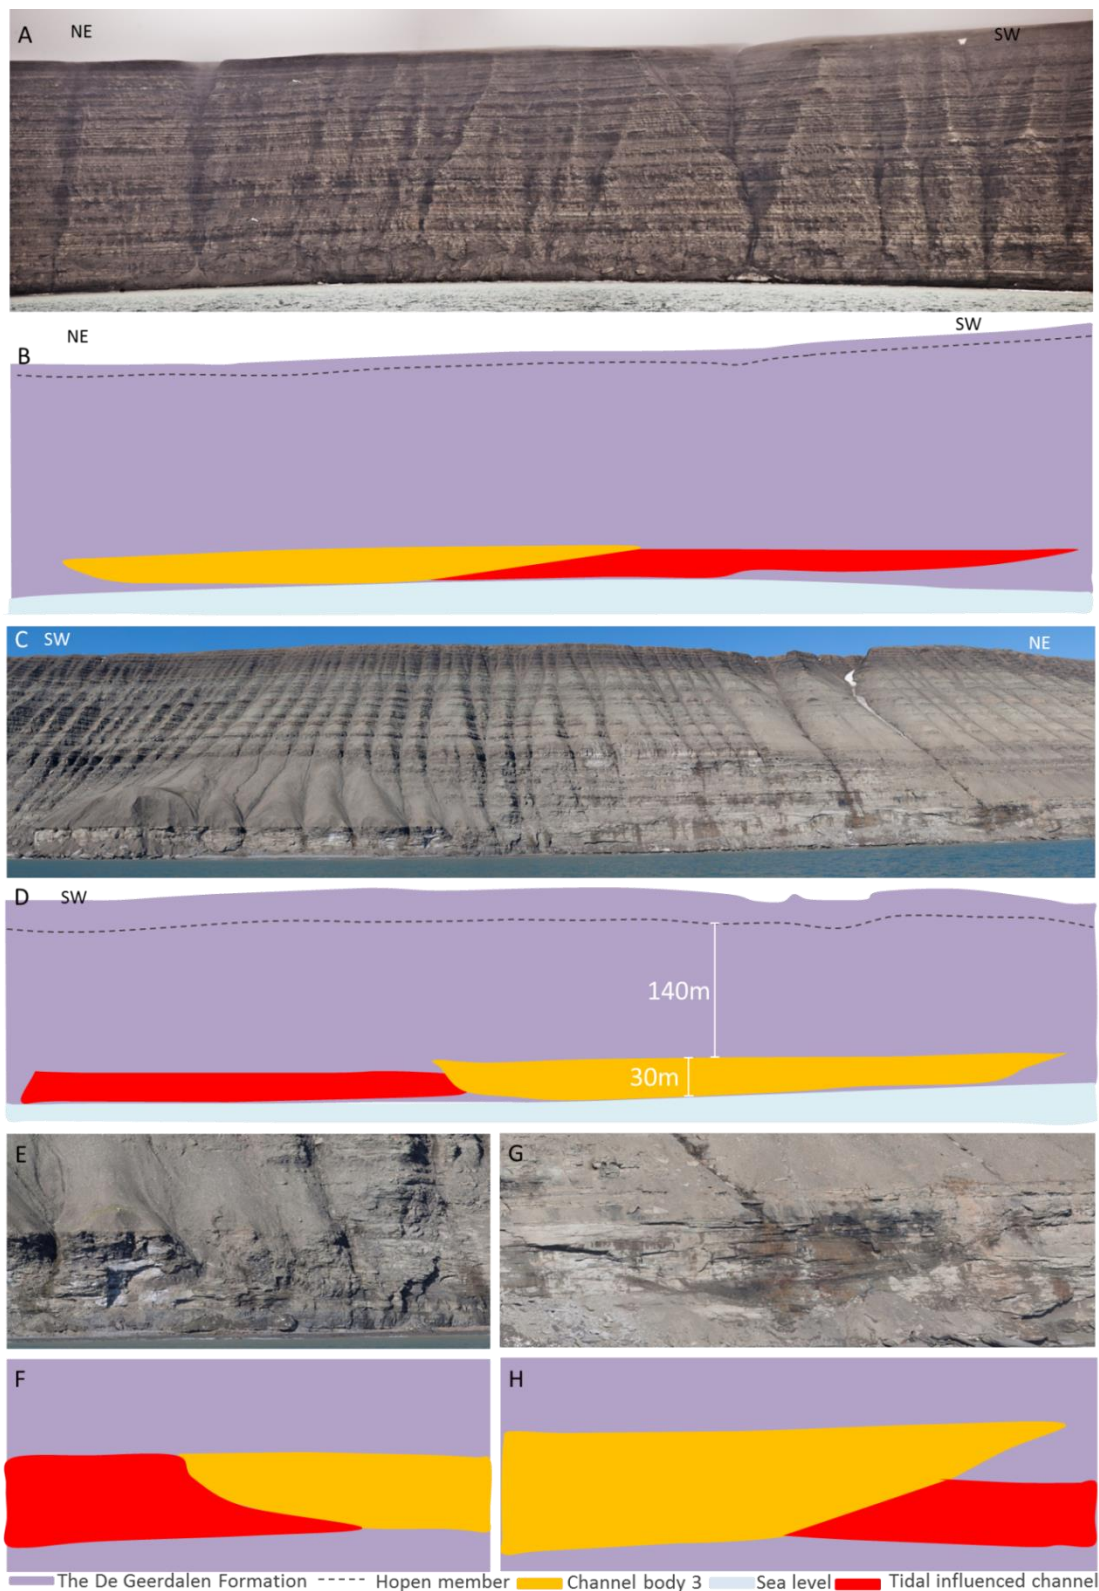 A NE SW
NE SW
B
C SW NE
D SW
140m
30m
E G
F H
The De Geerdalen Formation Hopen member Channel body 3 Sea level Tidal influenced channel